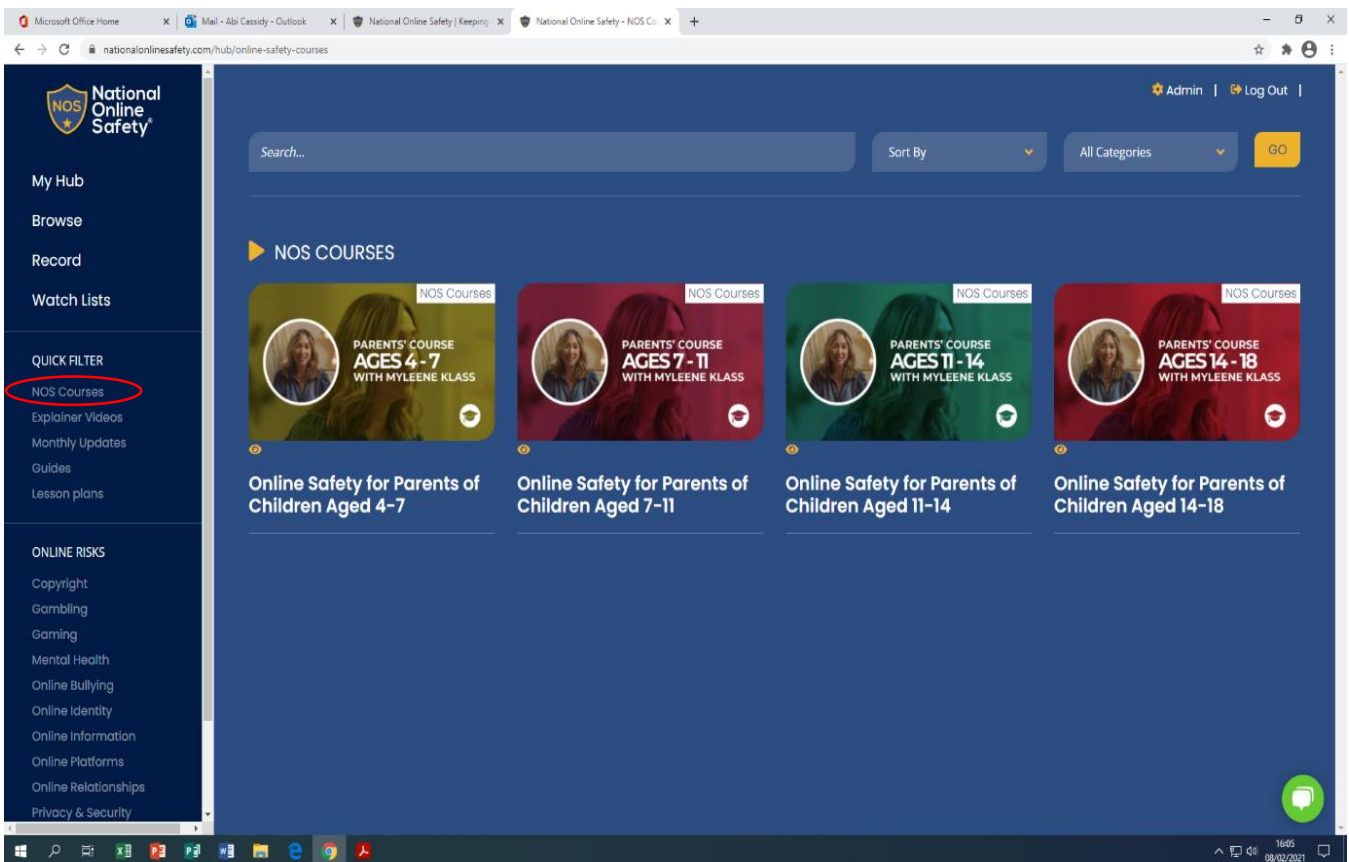 Microsoft Office Home
Mail - Abi Cassidy - Outlook
National Online Safety | Keeping
National Online Safety - NOS Co
nationalonlinesafety.com/hub/online-safety-courses
NOS
National
Online
Safety®
Admin | Log Out |
Search...
Sort By
All Categories
GO
My Hub
Browse
Record
Watch Lists
QUICK FILTER
NOS Courses
Explainer Videos
Monthly Updates
Guides
Lesson plans
ONLINE RISKS
Copyright
Gambling
Gaming
Mental Health
Online Bullying
Online Identity
Online Information
Online Platforms
Online Relationships
Privacy & Security
NOS COURSES
NOS Courses
PARENTS' COURSE
AGES 4 - 7
WITH MYLEENE KLASS
Online Safety for Parents of
Children Aged 4-7
NOS Courses
PARENTS' COURSE
AGES 7 - 11
WITH MYLEENE KLASS
Online Safety for Parents of
Children Aged 7-11
NOS Courses
PARENTS' COURSE
AGES 11 - 14
WITH MYLEENE KLASS
Online Safety for Parents of
Children Aged 11-14
NOS Courses
PARENTS' COURSE
AGES 14 - 18
WITH MYLEENE KLASS
Online Safety for Parents of
Children Aged 14-18
16:05
08/02/2021